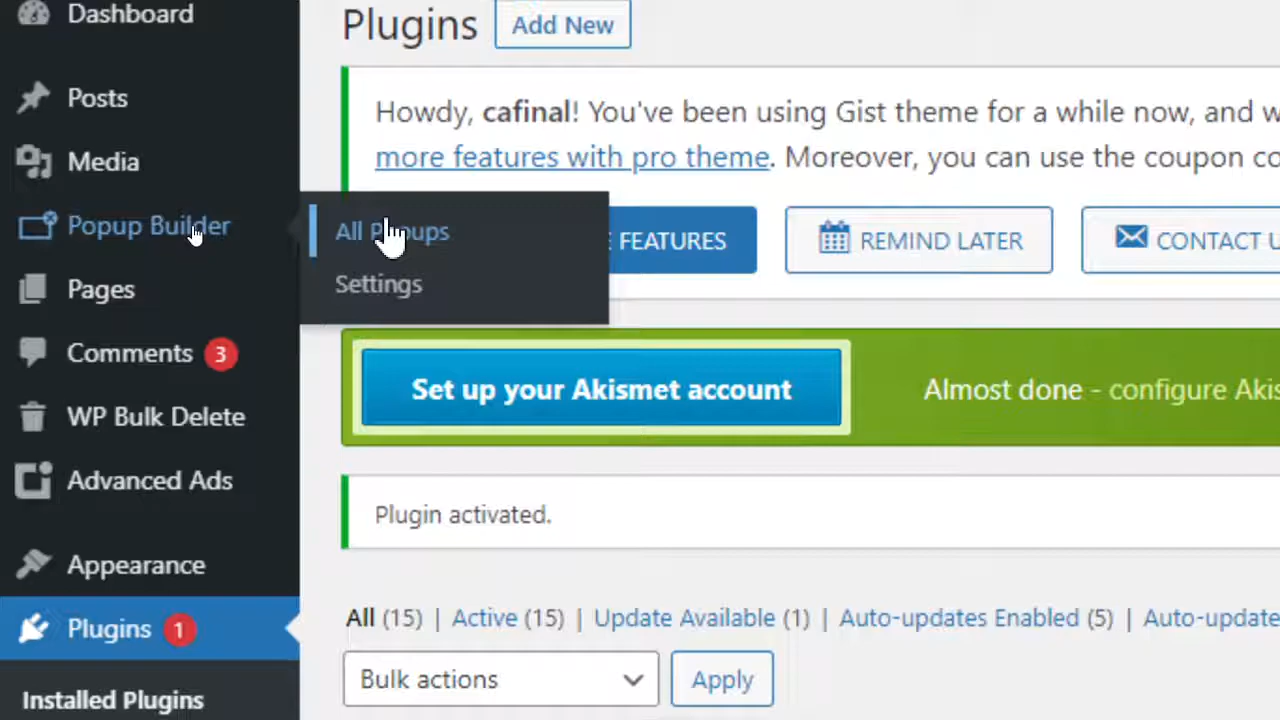 Dashboard
Posts
Media
Popup Builder
Pages
Comments 3
WP Bulk Delete
Advanced Ads
Appearance
Plugins 1
Installed Plugins
All Popups
Settings
Plugins Add New
Howdy, cafinal! You've been using Gist theme for a while now, and
more features with pro theme. Moreover, you can use the coupon
FEATURES
REMIND LATER
CONTACT
Set up your Akismet account
Almost done - configure
Plugin activated.
All (15) | Active (15) | Update Available (1) | Auto-updates Enabled (5) | Auto-update
Bulk actions
Apply